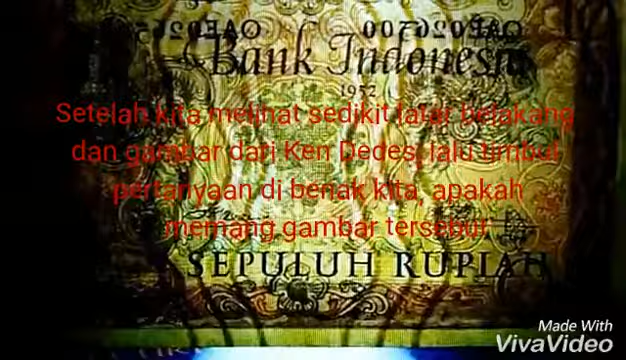 Bank Indonesia
1952
Setelah kita melihat sedikit latar belakang
dan gambar dari Ken Dedes, lalu timbul
pertanyaan di benak kita, apakah
memang gambar tersebut
SEPULUH RUPIAH
Made With
VivaVideo